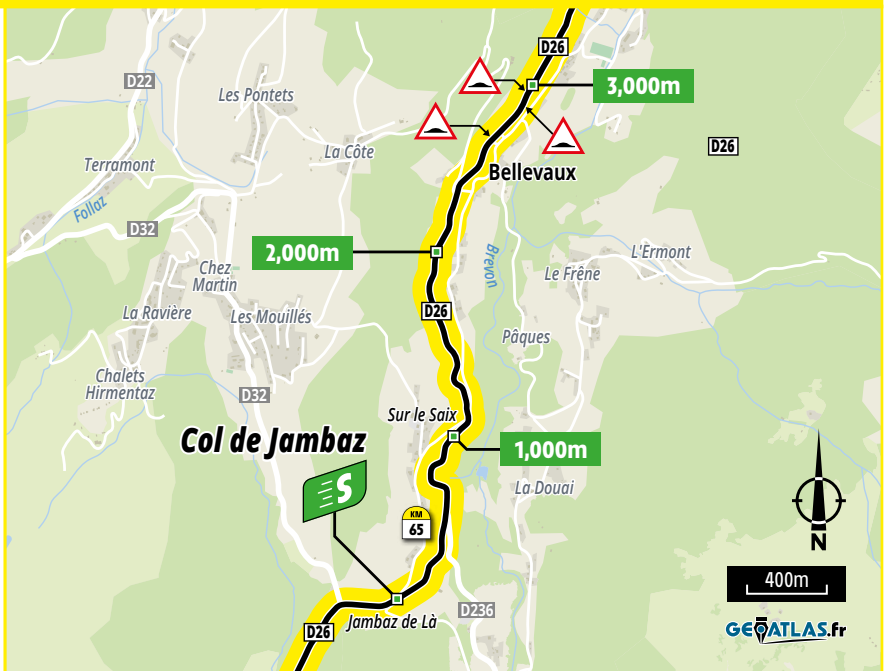 D26
D22
3,000m
Les Pontets
La Côte
D26
Terramont
Bellevaux
Follaz
D32
2,000m
Brevon
L'Ermont
Chez
Martin
Le Frêne
La Ravière
Les Mouillés
D26
Pâques
Chalets
Hirmentaz
D32
Sur le Saix
Col de Jambaz
1,000m
S
La Douai
KM
65
N
400m
D236
Jambaz de Là
D26
GEOATLAS.fr